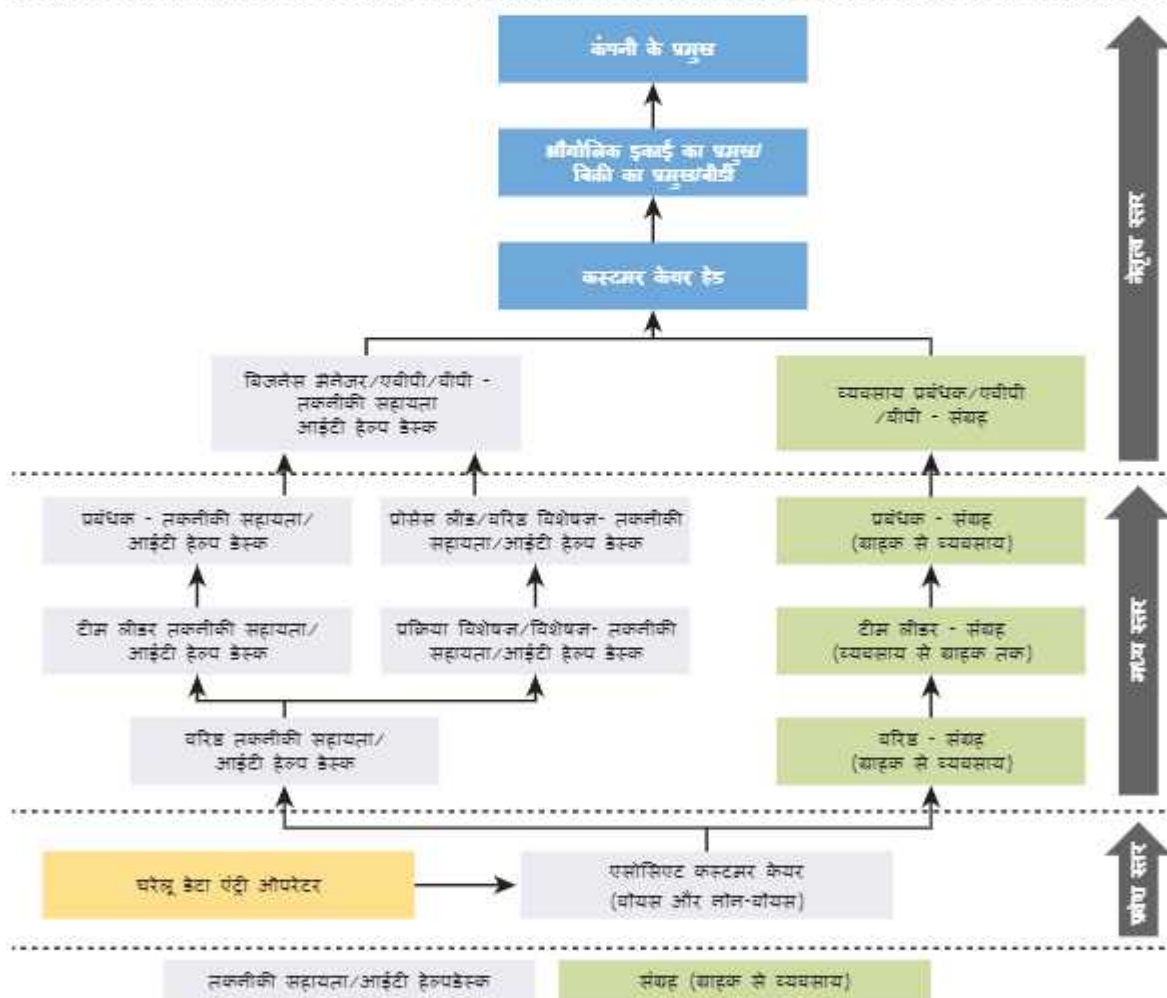 कंपनी के प्रमुख
भौगोलिक इकाई का प्रमुख/
बिक्री का प्रमुख/बीडी
कस्टमर केयर हेड
बिजनेस मैनेजर/एवीपी/वीपी -
तकनीकी सहायता
आईटी हेल्प डेस्क
व्यवसाय प्रबंधक/एवीपी
/वीपी - संग्रह
नेतृत्व स्तर
प्रबंधक - तकनीकी सहायता/
आईटी हेल्प डेस्क
प्रोसेस लीड/वरिष्ठ विशेषज्ञ- तकनीकी
सहायता/आईटी हेल्प डेस्क
प्रबंधक - संग्रह
(ग्राहक से व्यवसाय)
टीम लीडर तकनीकी सहायता/
आईटी हेल्प डेस्क
प्रक्रिया विशेषज्ञ/विशेषज्ञ- तकनीकी
सहायता/आईटी हेल्प डेस्क
टीम लीडर - संग्रह
(व्यवसाय से ग्राहक तक)
वरिष्ठ तकनीकी सहायता/
आईटी हेल्प डेस्क
वरिष्ठ - संग्रह
(ग्राहक से व्यवसाय)
मध्य स्तर
घरेलू डेटा एंट्री ऑपरेटर
एसोसिएट कस्टमर केयर
(वॉयस और नॉन-वॉयस)
प्रवेश स्तर
तकनीकी सहायता/आईटी हेल्पडेस्क
संग्रह (ग्राहक से व्यवसाय)